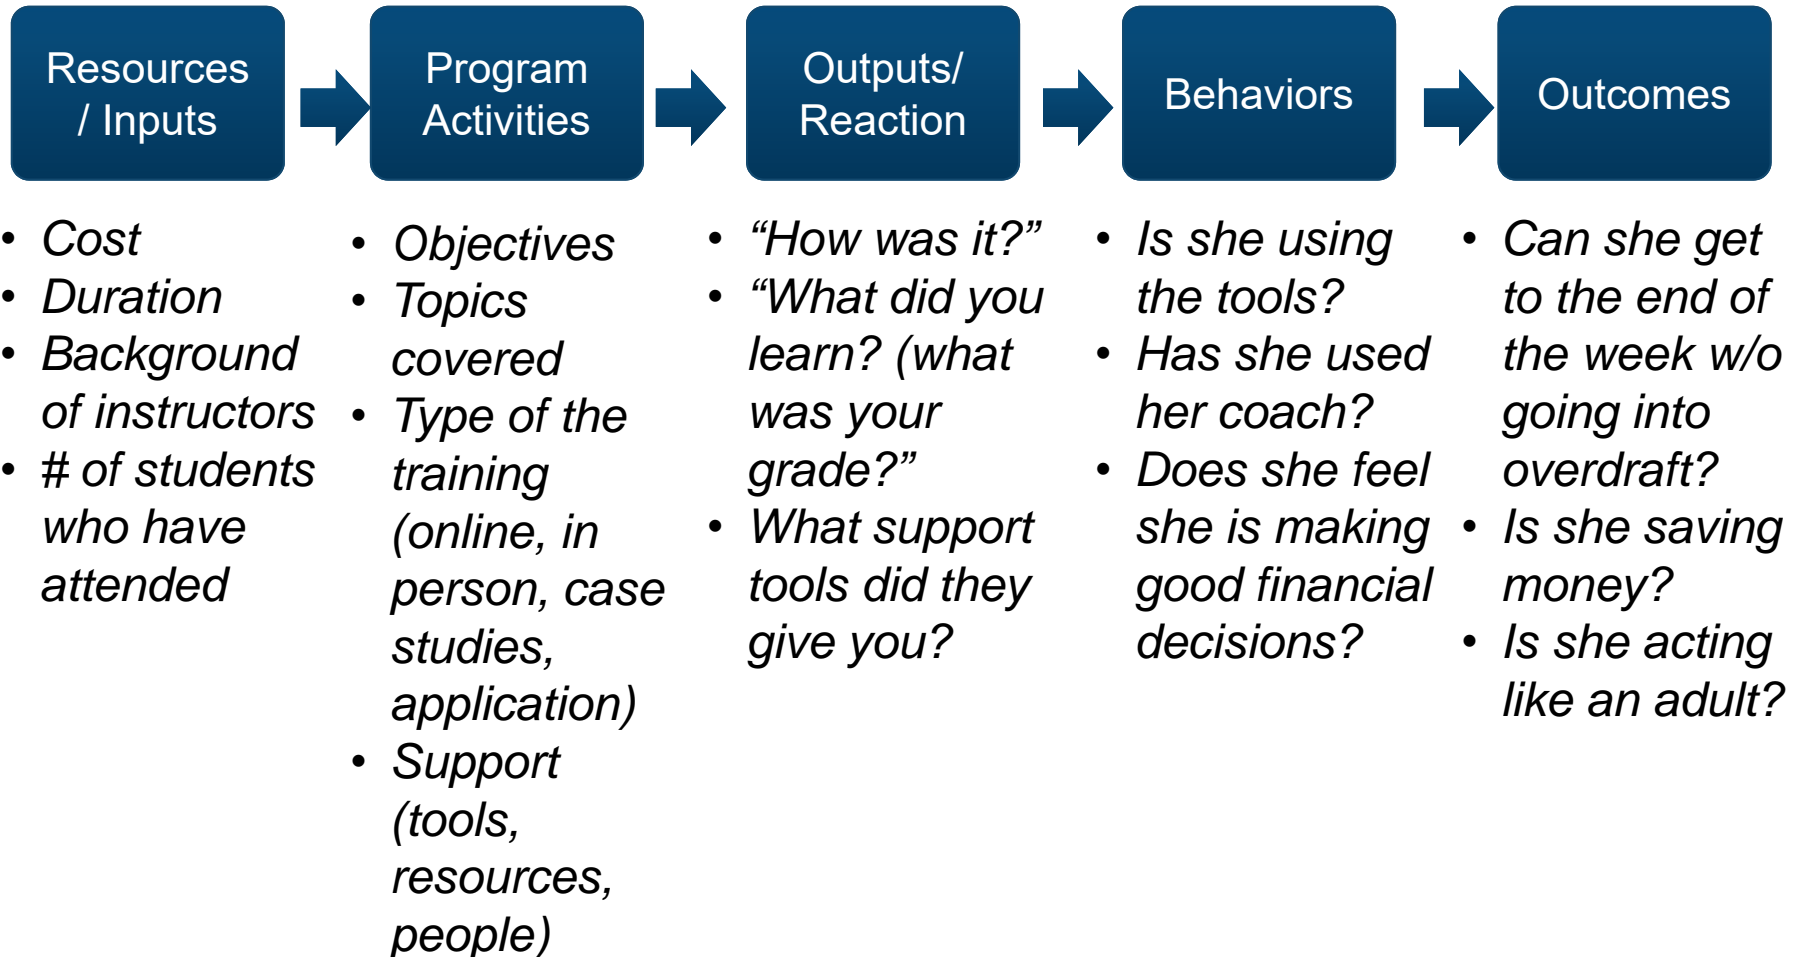 Resources
/ Inputs
Program
Activities
Outputs/
Reaction
Behaviors
Outcomes
• Cost
• Duration
• Background
of instructors
• # of students
who have
attended
• Objectives
• Topics
covered
• Type of the
training
(online, in
person, case
studies,
application)
• Support
(tools,
resources,
people)
• “How was it?”
• “What did you
learn? (what
was your
grade?”
• What support
tools did they
give you?
• Is she using
the tools?
• Has she used
her coach?
• Does she feel
she is making
good financial
decisions?
• Can she get
to the end of
the week w/o
going into
overdraft?
• Is she saving
money?
• Is she acting
like an adult?